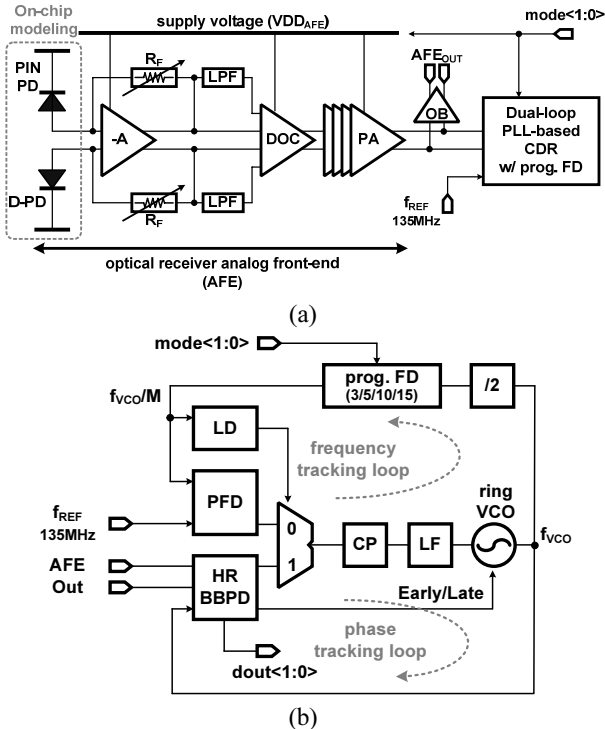 On-chip
modeling
supply voltage (VDDAFE)
mode<1:0>
PIN
PD
RF
LPF
AFEOUT
-A
DOC
PA
OB
Dual-loop
PLL-based
CDR
w/ prog. FD
D-PD
RF
LPF
fREF
135MHz
optical receiver analog front-end
(AFE)
(a)
mode<1:0>
prog. FD
(3/5/10/15)
/2
fVCO/M
LD
frequency
tracking loop
PFD
fREF
135MHz
0
1
CP
LF
ring
VCO
fVCO
AFE
Out
HR
BBPD
Early/Late
phase
tracking loop
dout<1:0>
(b)